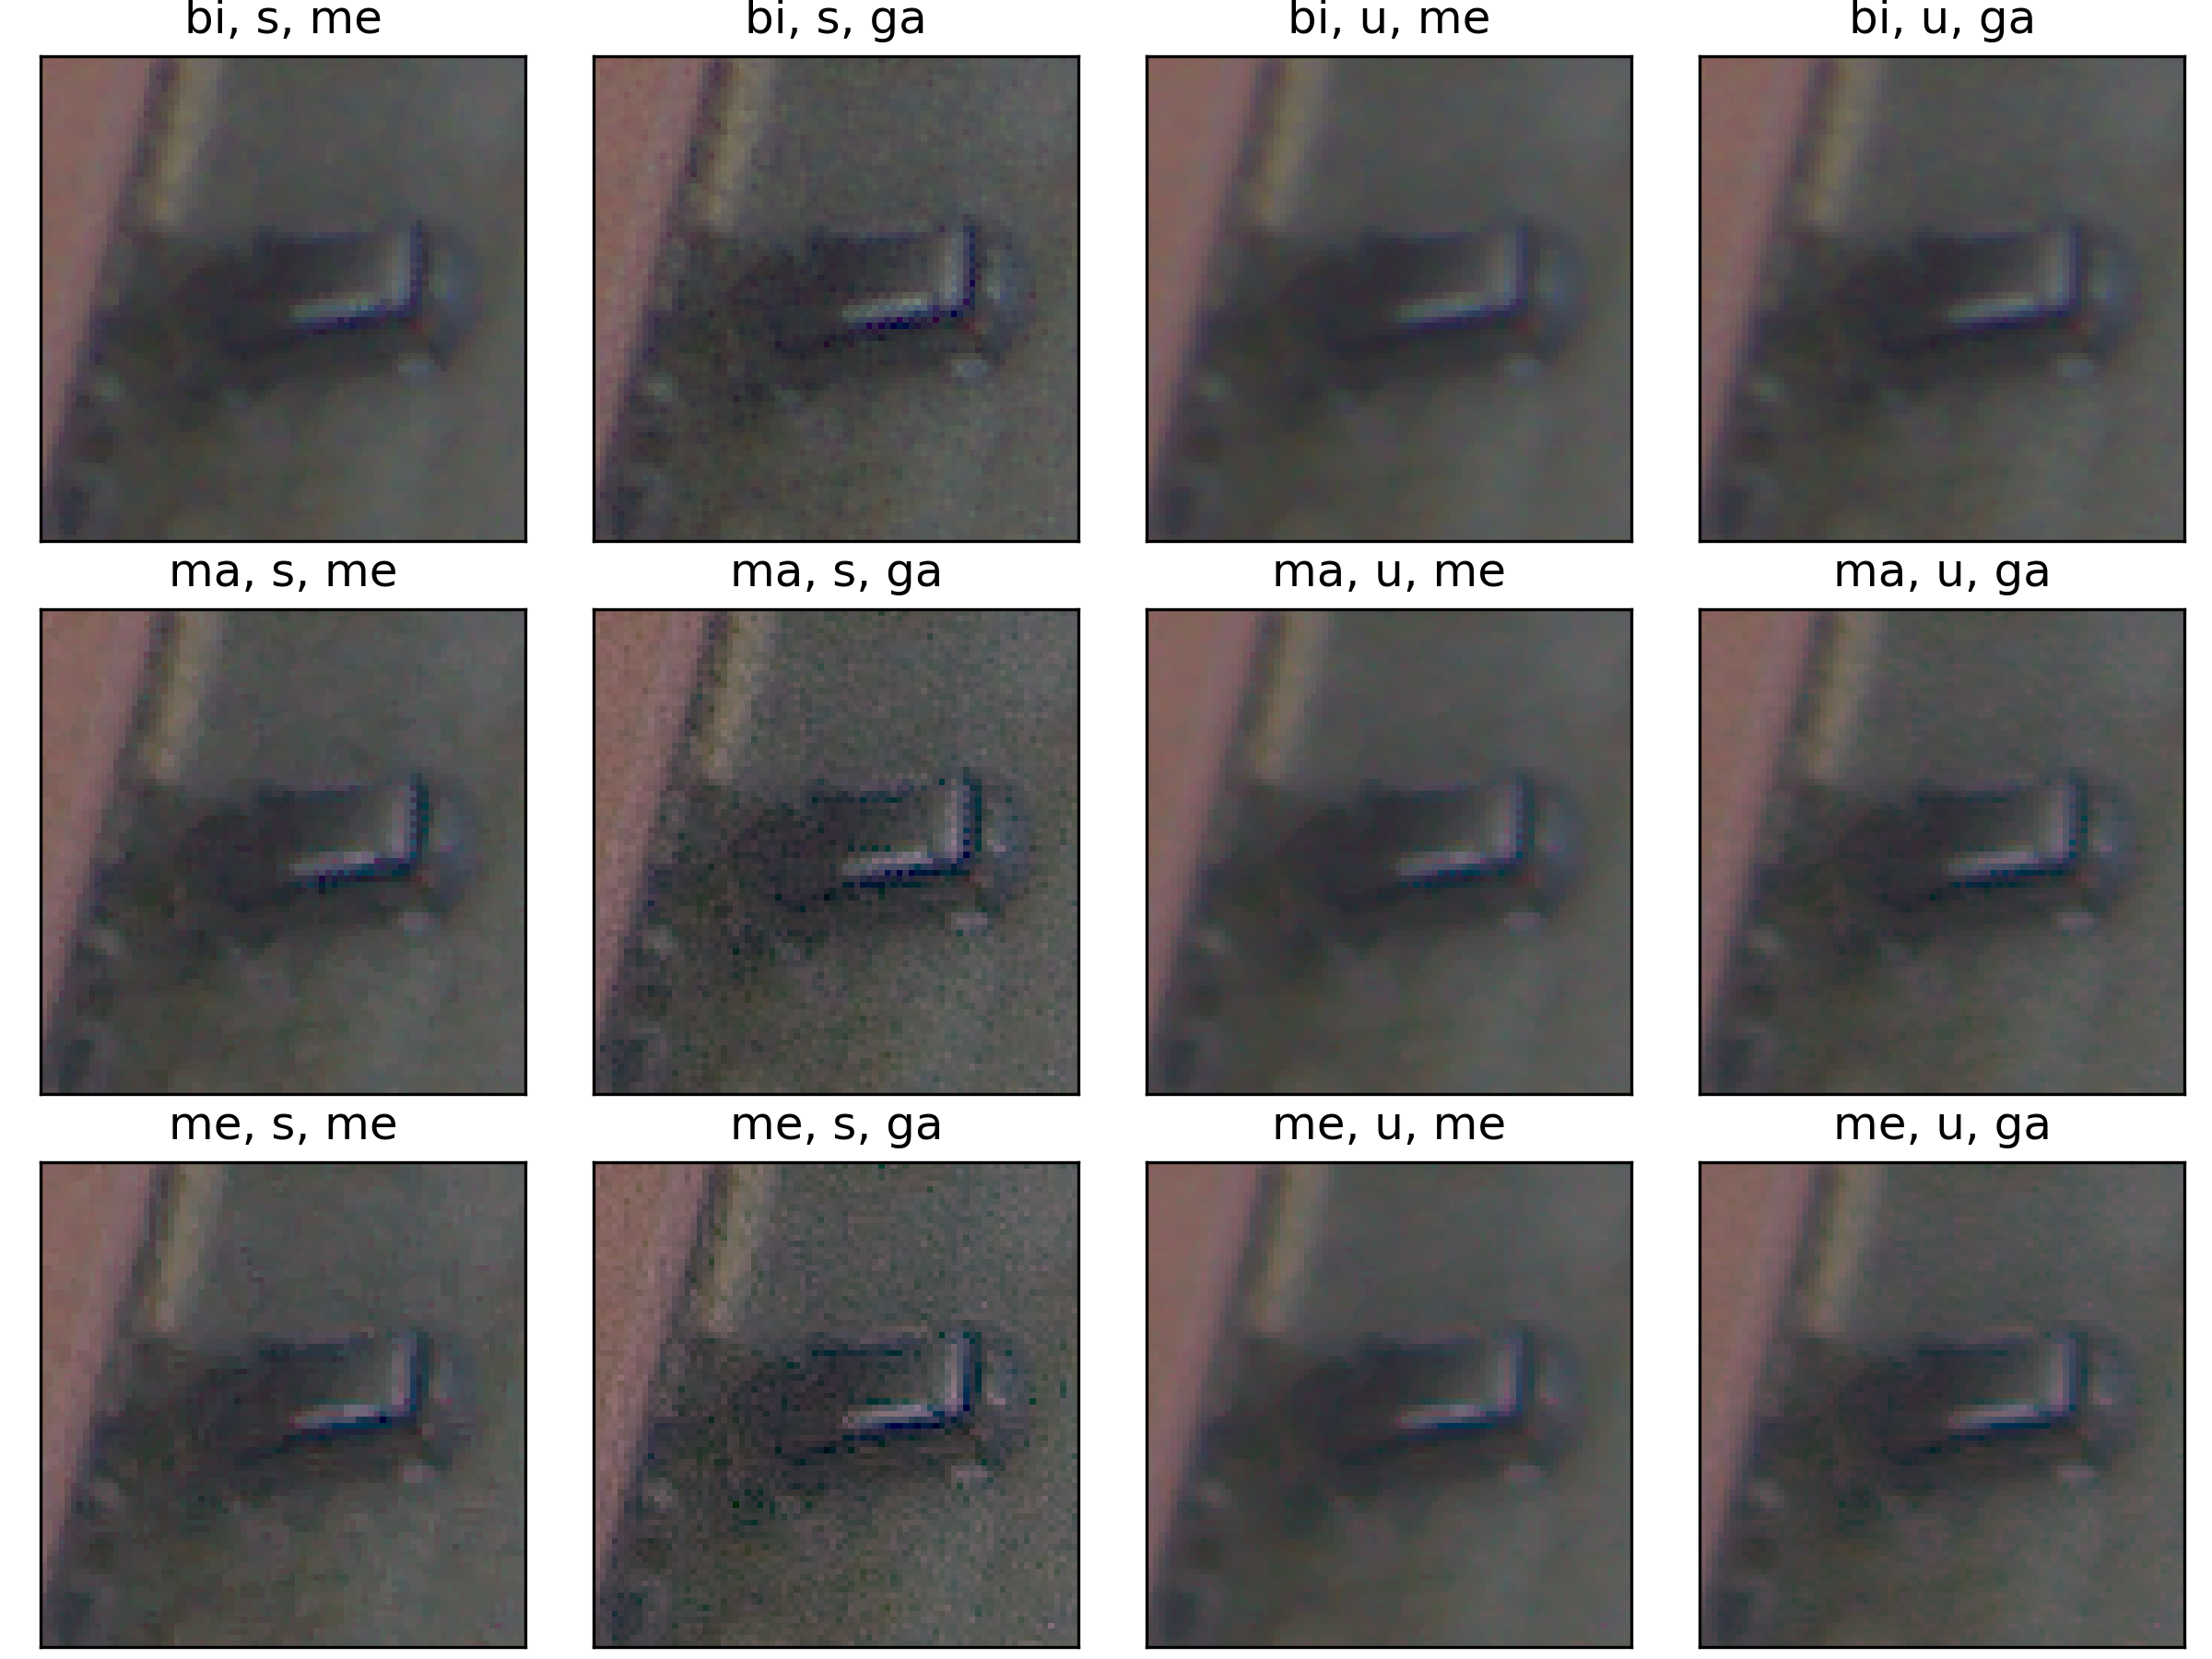 bi, s, me bi, s, ga bi, u, me bi, u, ga
ma, s, me ma, s, ga ma, u, me ma, u, ga
me, s, me me, s, ga me, u, me me, u, ga